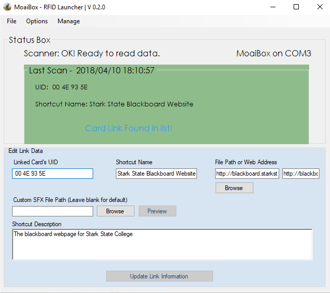 MoaiBox - RFID Launcher | V 0.2.0
File Options Manage
Status Box
Scanner: OK! Ready to read data. MoaiBox on COM3
Last Scan - 2018/04/10 18:10:57
UID: 00 4E 93 5E
Shortcut Name: Stark State Blackboard Website
Card Link Found in list!
Edit Link Data
Linked Card's UID Shortcut Name File Path or Web Address
00 4E 93 5E Stark State Blackboard Website http://blackboard.starkst http://blackbo
Browse
Custom SFX File Path (Leave blank for default)
Browse Preview
Shortcut Description
The blackboard webpage for Stark State College
Update Link Information